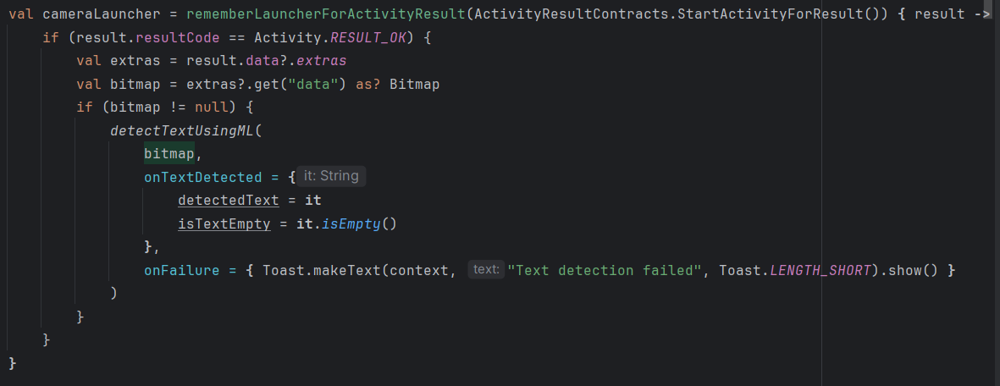 val cameraLauncher = rememberLauncherForActivityResult(ActivityResultContracts.StartActivityForResult()) { result ->
    if (result.resultCode == Activity.RESULT_OK) {
        val extras = result.data?.extras
        val bitmap = extras?.get("data") as? Bitmap
        if (bitmap != null) {
            detectTextUsingML(
                bitmap,
                onTextDetected = { it: String
                    detectedText = it
                    isTextEmpty = it.isEmpty()
                },
                onFailure = { Toast.makeText(context, text: "Text detection failed", Toast.LENGTH_SHORT).show() }
            )
        }
    }
}